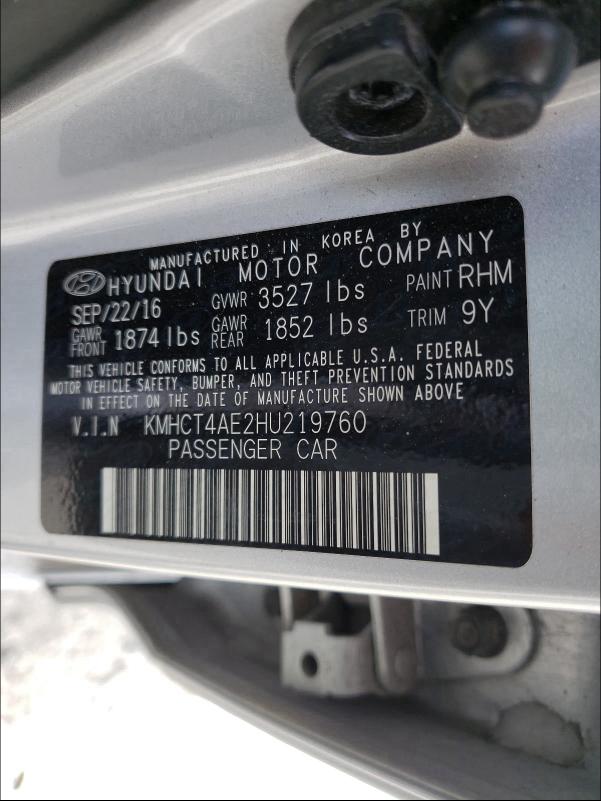 MANUFACTURED IN KOREA BY
HYUNDAI MOTOR COMPANY
SEP/22/16 GVWR 3527 lbs PAINT RHM
GAWR FRONT 1874 lbs GAWR REAR 1852 lbs TRIM 9Y
THIS VEHICLE CONFORMS TO ALL APPLICABLE U.S.A. FEDERAL
MOTOR VEHICLE SAFETY, BUMPER, AND THEFT PREVENTION STANDARDS
IN EFFECT ON THE DATE OF MANUFACTURE SHOWN ABOVE
V.I.N KMHCT4AE2HU219760
PASSENGER CAR